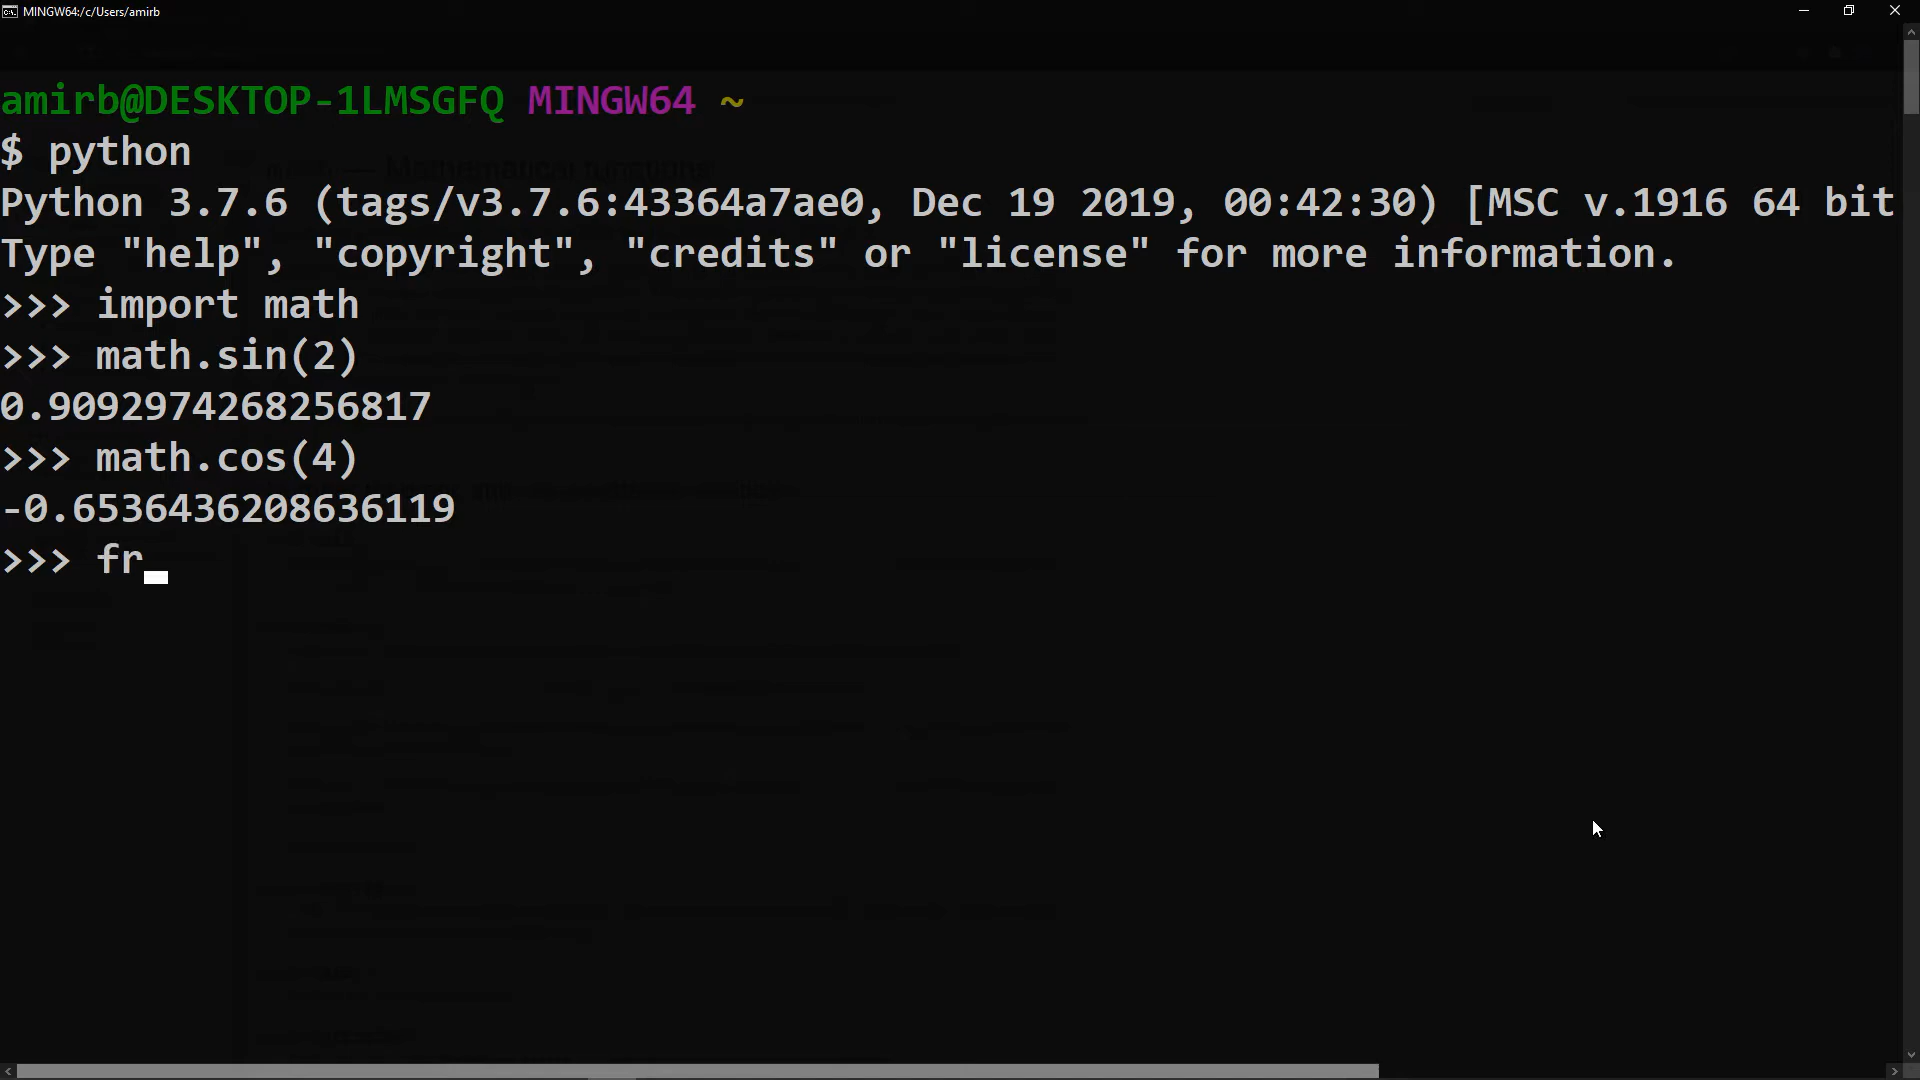 MINGW64:/c/Users/amirb
amirb@DESKTOP-1LMSGFQ MINGW64 ~
$ python
Python 3.7.6 (tags/v3.7.6:43364a7ae0, Dec 19 2019, 00:42:30) [MSC v.1916 64 bit
Type "help", "copyright", "credits" or "license" for more information.
>>> import math
>>> math.sin(2)
0.9092974268256817
>>> math.cos(4)
-0.6536436208636119
>>> fr